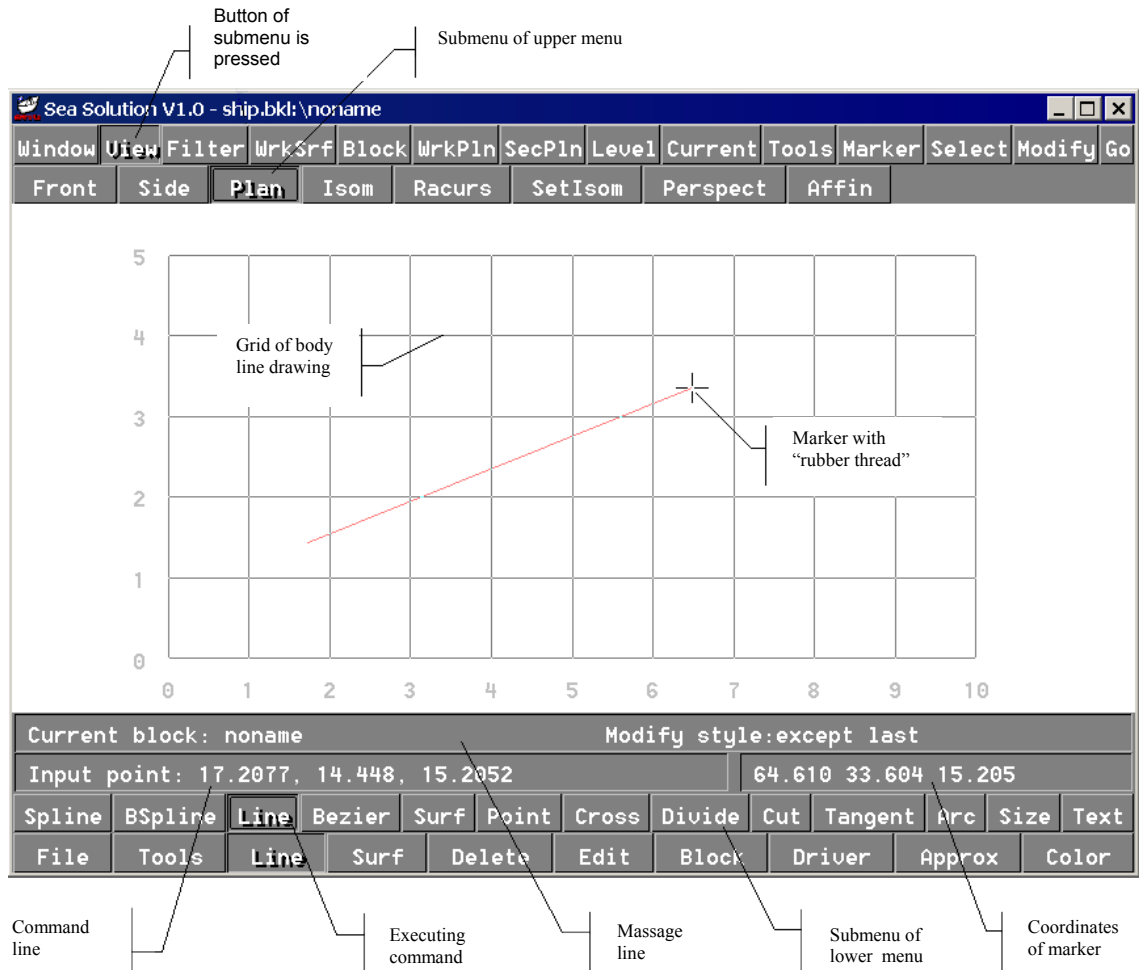 Button of
submenu is
pressed
Submenu of upper menu
Sea Solution V1.0 - ship.bkl:\noname
Window View Filter WrkSrf Block WrkPln SecPln Level Current Tools Marker Select Modify Go
Front Side Plan Isom Racurs SetIsom Perspect Affin
5
4
Grid of body
line drawing
3
Marker with
“rubber thread”
2
1
0
0 1 2 3 4 5 6 7 8 9 10
Current block: noname Modify style:except last
Input point: 17.2077, 14.448, 15.2052 64.610 33.604 15.205
Spline BSpline Line Bezier Surf Point Cross Divide Cut Tangent Arc Size Text
File Tools Line Surf Delete Edit Block Driver Approx Color
Command
line
Executing
command
Massage
line
Submenu of
lower menu
Coordinates
of marker